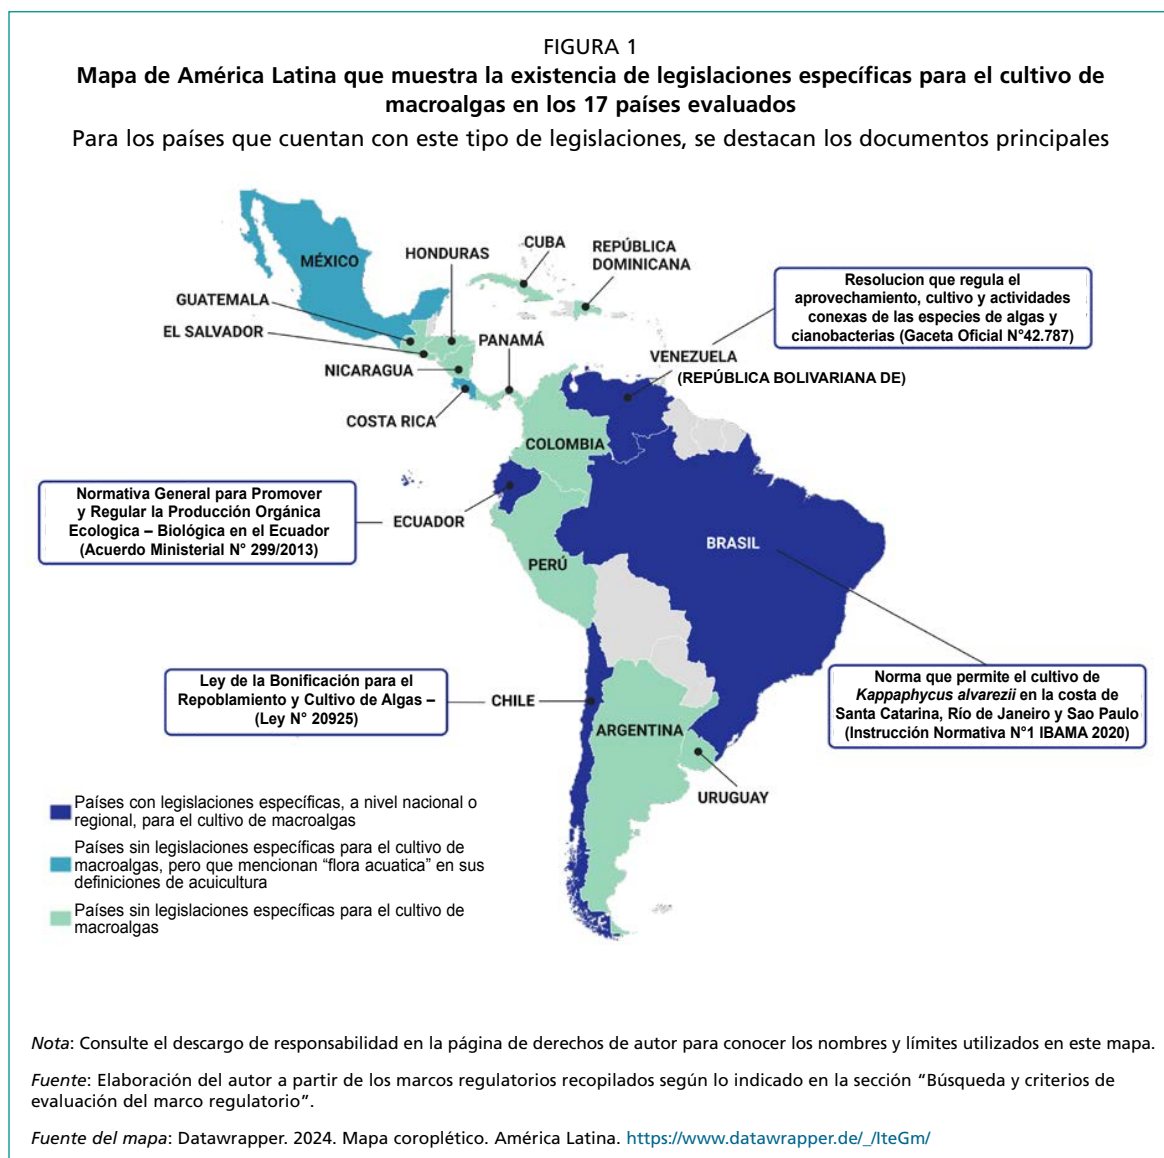 FIGURA 1
Mapa de América Latina que muestra la existencia de legislaciones específicas para el cultivo de
macroalgas en los 17 países evaluados
Para los países que cuentan con este tipo de legislaciones, se destacan los documentos principales
MÉXICO
HONDURAS
CUBA
REPÚBLICA
DOMINICANA
GUATEMALA
EL SALVADOR
NICARAGUA
PANAMÁ
COSTA RICA
VENEZUELA
(REPÚBLICA BOLIVARIANA DE)
Resolucion que regula el
aprovechamiento, cultivo y actividades
conexas de las especies de algas y
cianobacterias (Gaceta Oficial N°42.787)
COLOMBIA
Normativa General para Promover
y Regular la Producción Orgánica
Ecologica – Biológica en el Ecuador
(Acuerdo Ministerial N° 299/2013)
ECUADOR
BRASIL
PERÚ
Ley de la Bonificación para el
Repoblamiento y Cultivo de Algas –
(Ley N° 20925)
CHILE
ARGENTINA
URUGUAY
Norma que permite el cultivo de
Kappaphycus alvarezii en la costa de
Santa Catarina, Río de Janeiro y Sao Paulo
(Instrucción Normativa N°1 IBAMA 2020)
Países con legislaciones específicas, a nivel nacional o
regional, para el cultivo de macroalgas
Países sin legislaciones específicas para el cultivo de
macroalgas, pero que mencionan “flora acuatica” en sus
definiciones de acuicultura
Países sin legislaciones específicas para el cultivo de
macroalgas
Nota: Consulte el descargo de responsabilidad en la página de derechos de autor para conocer los nombres y límites utilizados en este mapa.
Fuente: Elaboración del autor a partir de los marcos regulatorios recopilados según lo indicado en la sección “Búsqueda y criterios de
evaluación del marco regulatorio”.
Fuente del mapa: Datawrapper. 2024. Mapa coroplético. América Latina. https://www.datawrapper.de/_/IteGm/